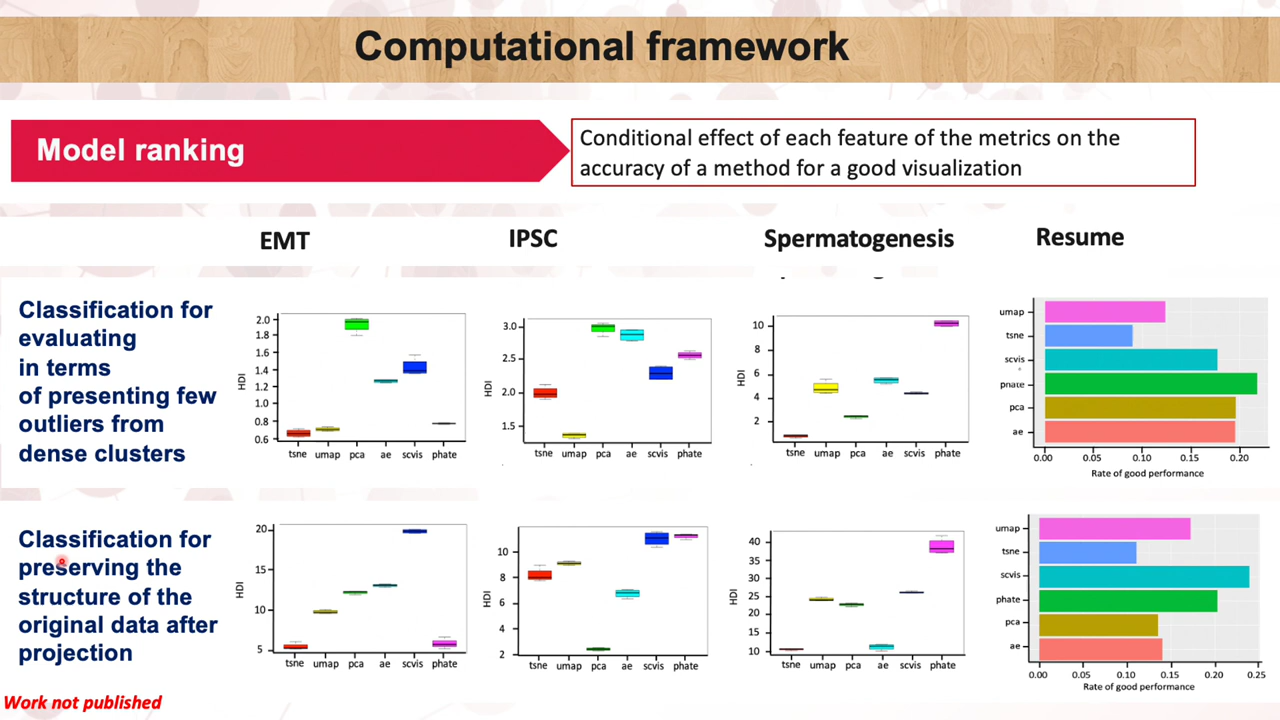 Computational framework
Model ranking
Conditional effect of each feature of the metrics on the
accuracy of a method for a good visualization
EMT
IPSC
Spermatogenesis
Resume
Classification for
evaluating
in terms
of presenting few
outliers from
dense clusters
HDI
2.0
1.8
1.6
1.4
1.2
1.0
0.8
0.6
tsne umap pca ae scvis phate
HDI
3.0
2.5
2.0
1.5
tsne umap pca ae scvis phate
HDI
10
8
6
4
2
tsne umap pca ae scvis phate
umap
tsne
scvis
phate
pca
ae
0.00 0.05 0.10 0.15 0.20
Rate of good performance
Classification for
preserving the
structure of the
original data after
projection
HDI
20
15
10
5
tsne umap pca ae scvis phate
HDI
10
8
6
4
2
tsne umap pca ae scvis phate
HDI
40
35
30
25
20
15
10
tsne umap pca ae scvis phate
umap
tsne
scvis
phate
pca
ae
0.00 0.05 0.10 0.15 0.20 0.25
Rate of good performance
Work not published